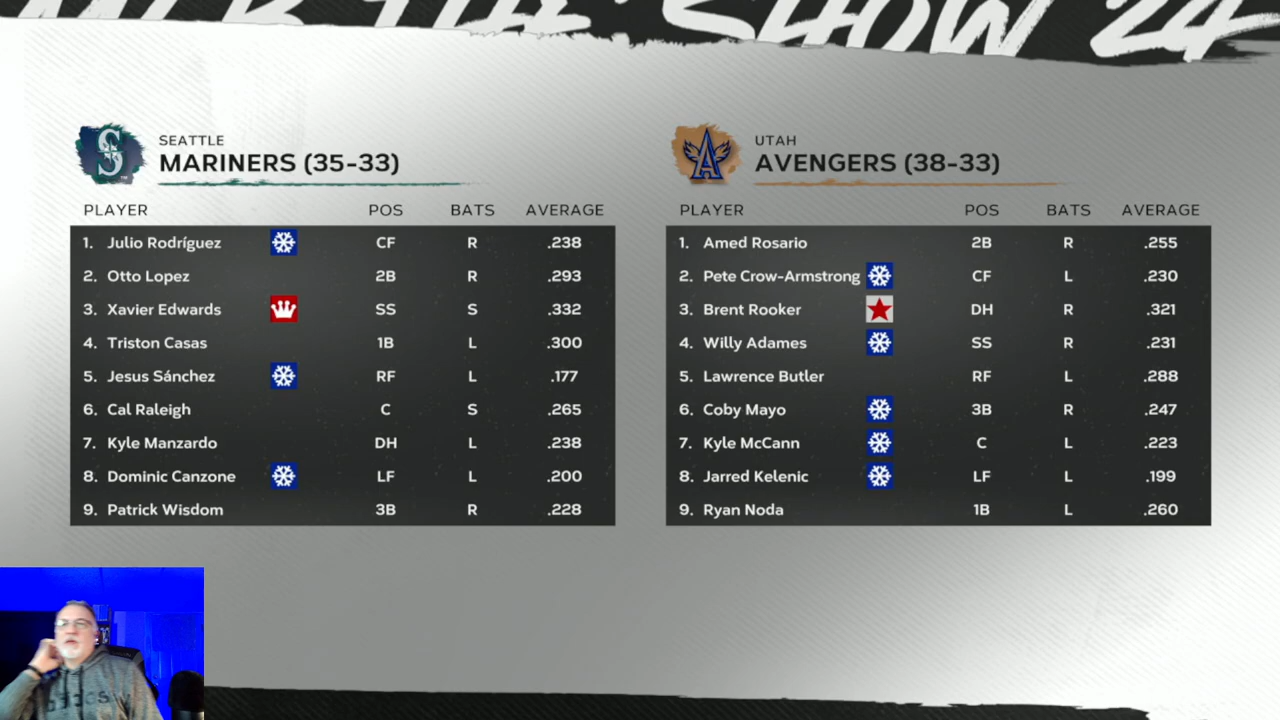 MLB THE SHOW 24
SEATTLE
MARINERS (35-33)
PLAYER POS BATS AVERAGE
1. Julio Rodríguez CF R .238
2. Otto Lopez 2B R .293
3. Xavier Edwards SS S .332
4. Triston Casas 1B L .300
5. Jesus Sánchez RF L .177
6. Cal Raleigh C S .265
7. Kyle Manzardo DH L .238
8. Dominic Canzone LF L .200
9. Patrick Wisdom 3B R .228
UTAH
AVENGERS (38-33)
PLAYER POS BATS AVERAGE
1. Amed Rosario 2B R .255
2. Pete Crow-Armstrong CF L .230
3. Brent Rooker DH R .321
4. Willy Adames SS R .231
5. Lawrence Butler RF L .288
6. Coby Mayo 3B R .247
7. Kyle McCann C L .223
8. Jarred Kelenic LF L .199
9. Ryan Noda 1B L .260
adidas